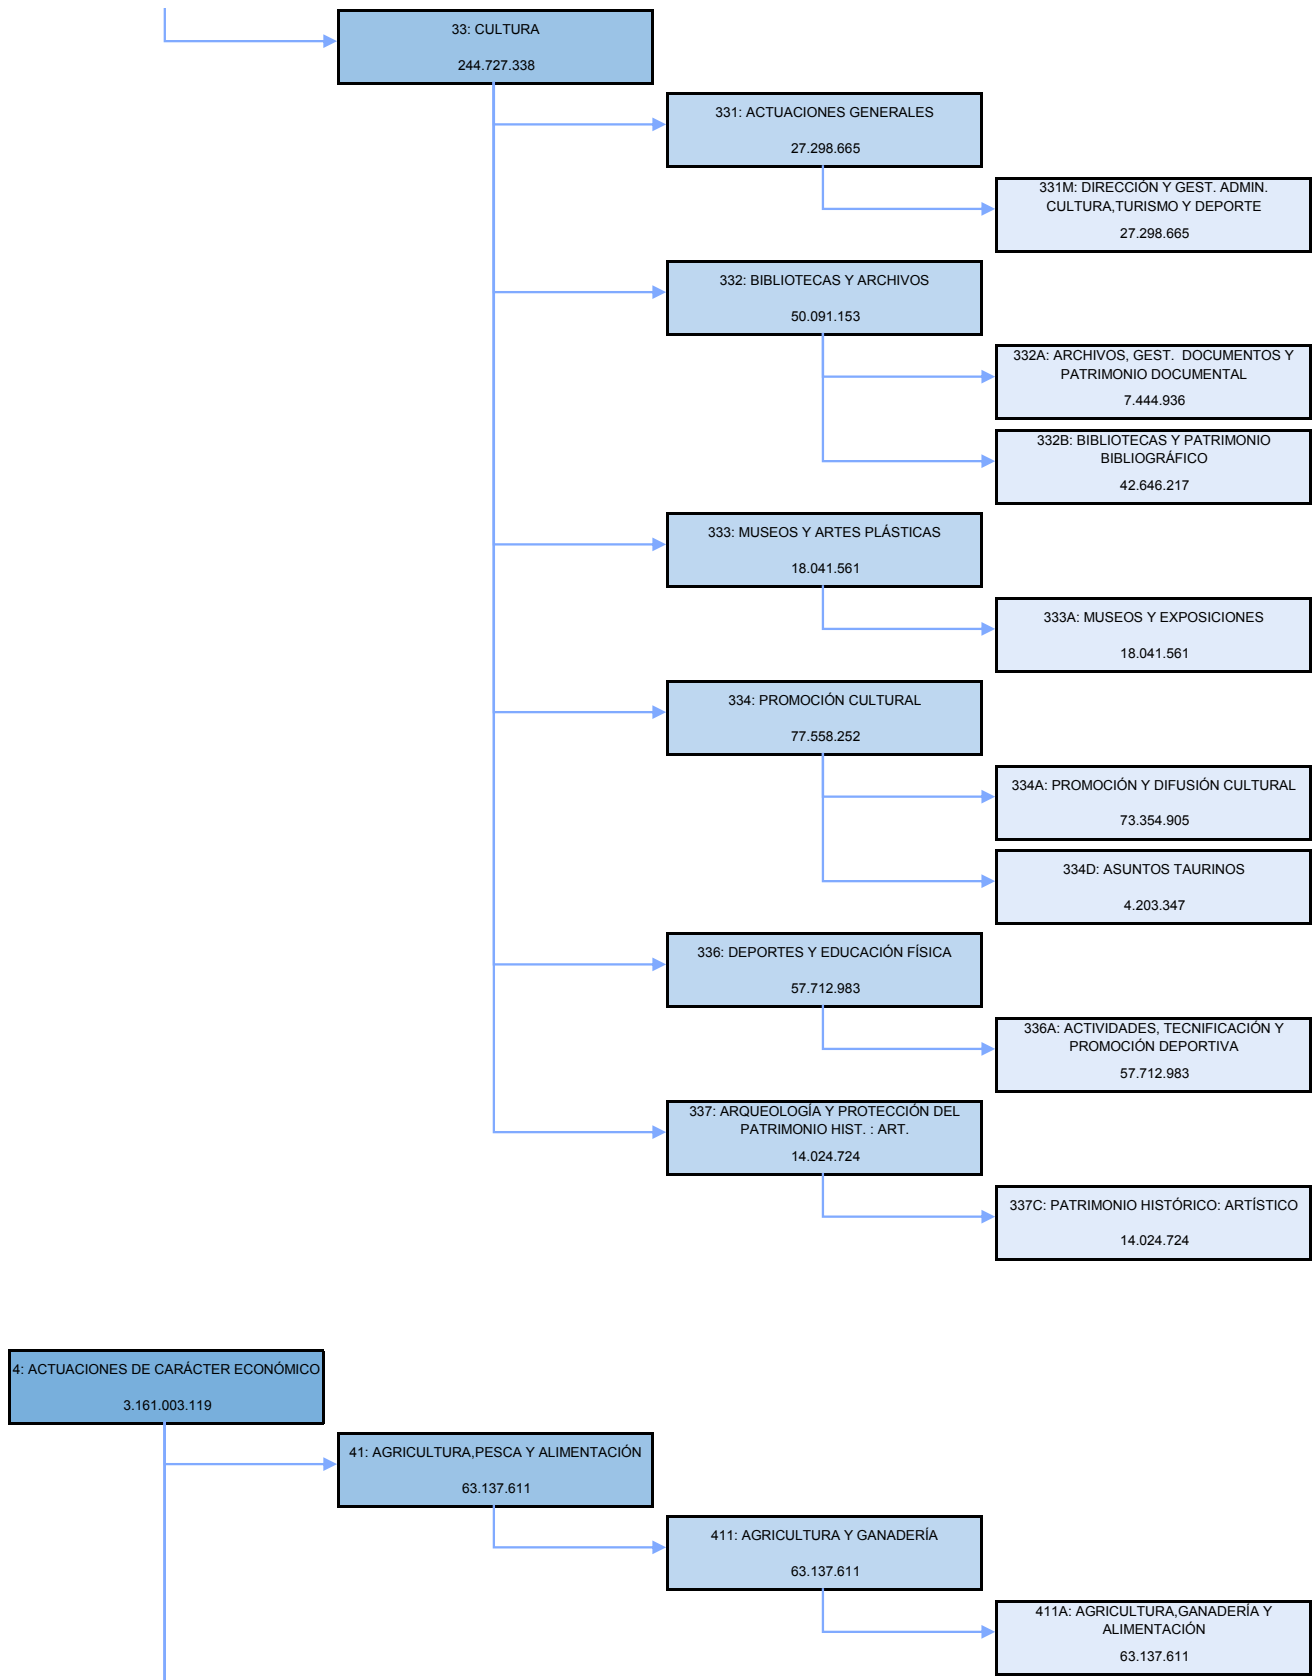 33: CULTURA
244.727.338
331: ACTUACIONES GENERALES
27.298.665
331M: DIRECCIÓN Y GEST. ADMIN.
CULTURA,TURISMO Y DEPORTE
27.298.665
332: BIBLIOTECAS Y ARCHIVOS
50.091.153
332A: ARCHIVOS, GEST. DOCUMENTOS Y
PATRIMONIO DOCUMENTAL
7.444.936
332B: BIBLIOTECAS Y PATRIMONIO
BIBLIOGRÁFICO
42.646.217
333: MUSEOS Y ARTES PLÁSTICAS
18.041.561
333A: MUSEOS Y EXPOSICIONES
18.041.561
334: PROMOCIÓN CULTURAL
77.558.252
334A: PROMOCIÓN Y DIFUSIÓN CULTURAL
73.354.905
334D: ASUNTOS TAURINOS
4.203.347
336: DEPORTES Y EDUCACIÓN FÍSICA
57.712.983
336A: ACTIVIDADES, TECNIFICACIÓN Y
PROMOCIÓN DEPORTIVA
57.712.983
337: ARQUEOLOGÍA Y PROTECCIÓN DEL
PATRIMONIO HIST. : ART.
14.024.724
337C: PATRIMONIO HISTÓRICO: ARTÍSTICO
14.024.724
4: ACTUACIONES DE CARÁCTER ECONÓMICO
3.161.003.119
41: AGRICULTURA,PESCA Y ALIMENTACIÓN
63.137.611
411: AGRICULTURA Y GANADERÍA
63.137.611
411A: AGRICULTURA,GANADERÍA Y
ALIMENTACIÓN
63.137.611